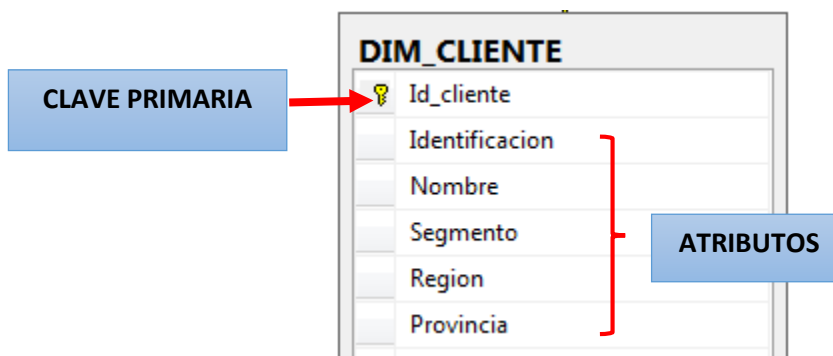 DIM_CLIENTE
CLAVE PRIMARIA
Id_cliente
Identificacion
Nombre
Segmento
ATRIBUTOS
Region
Provincia